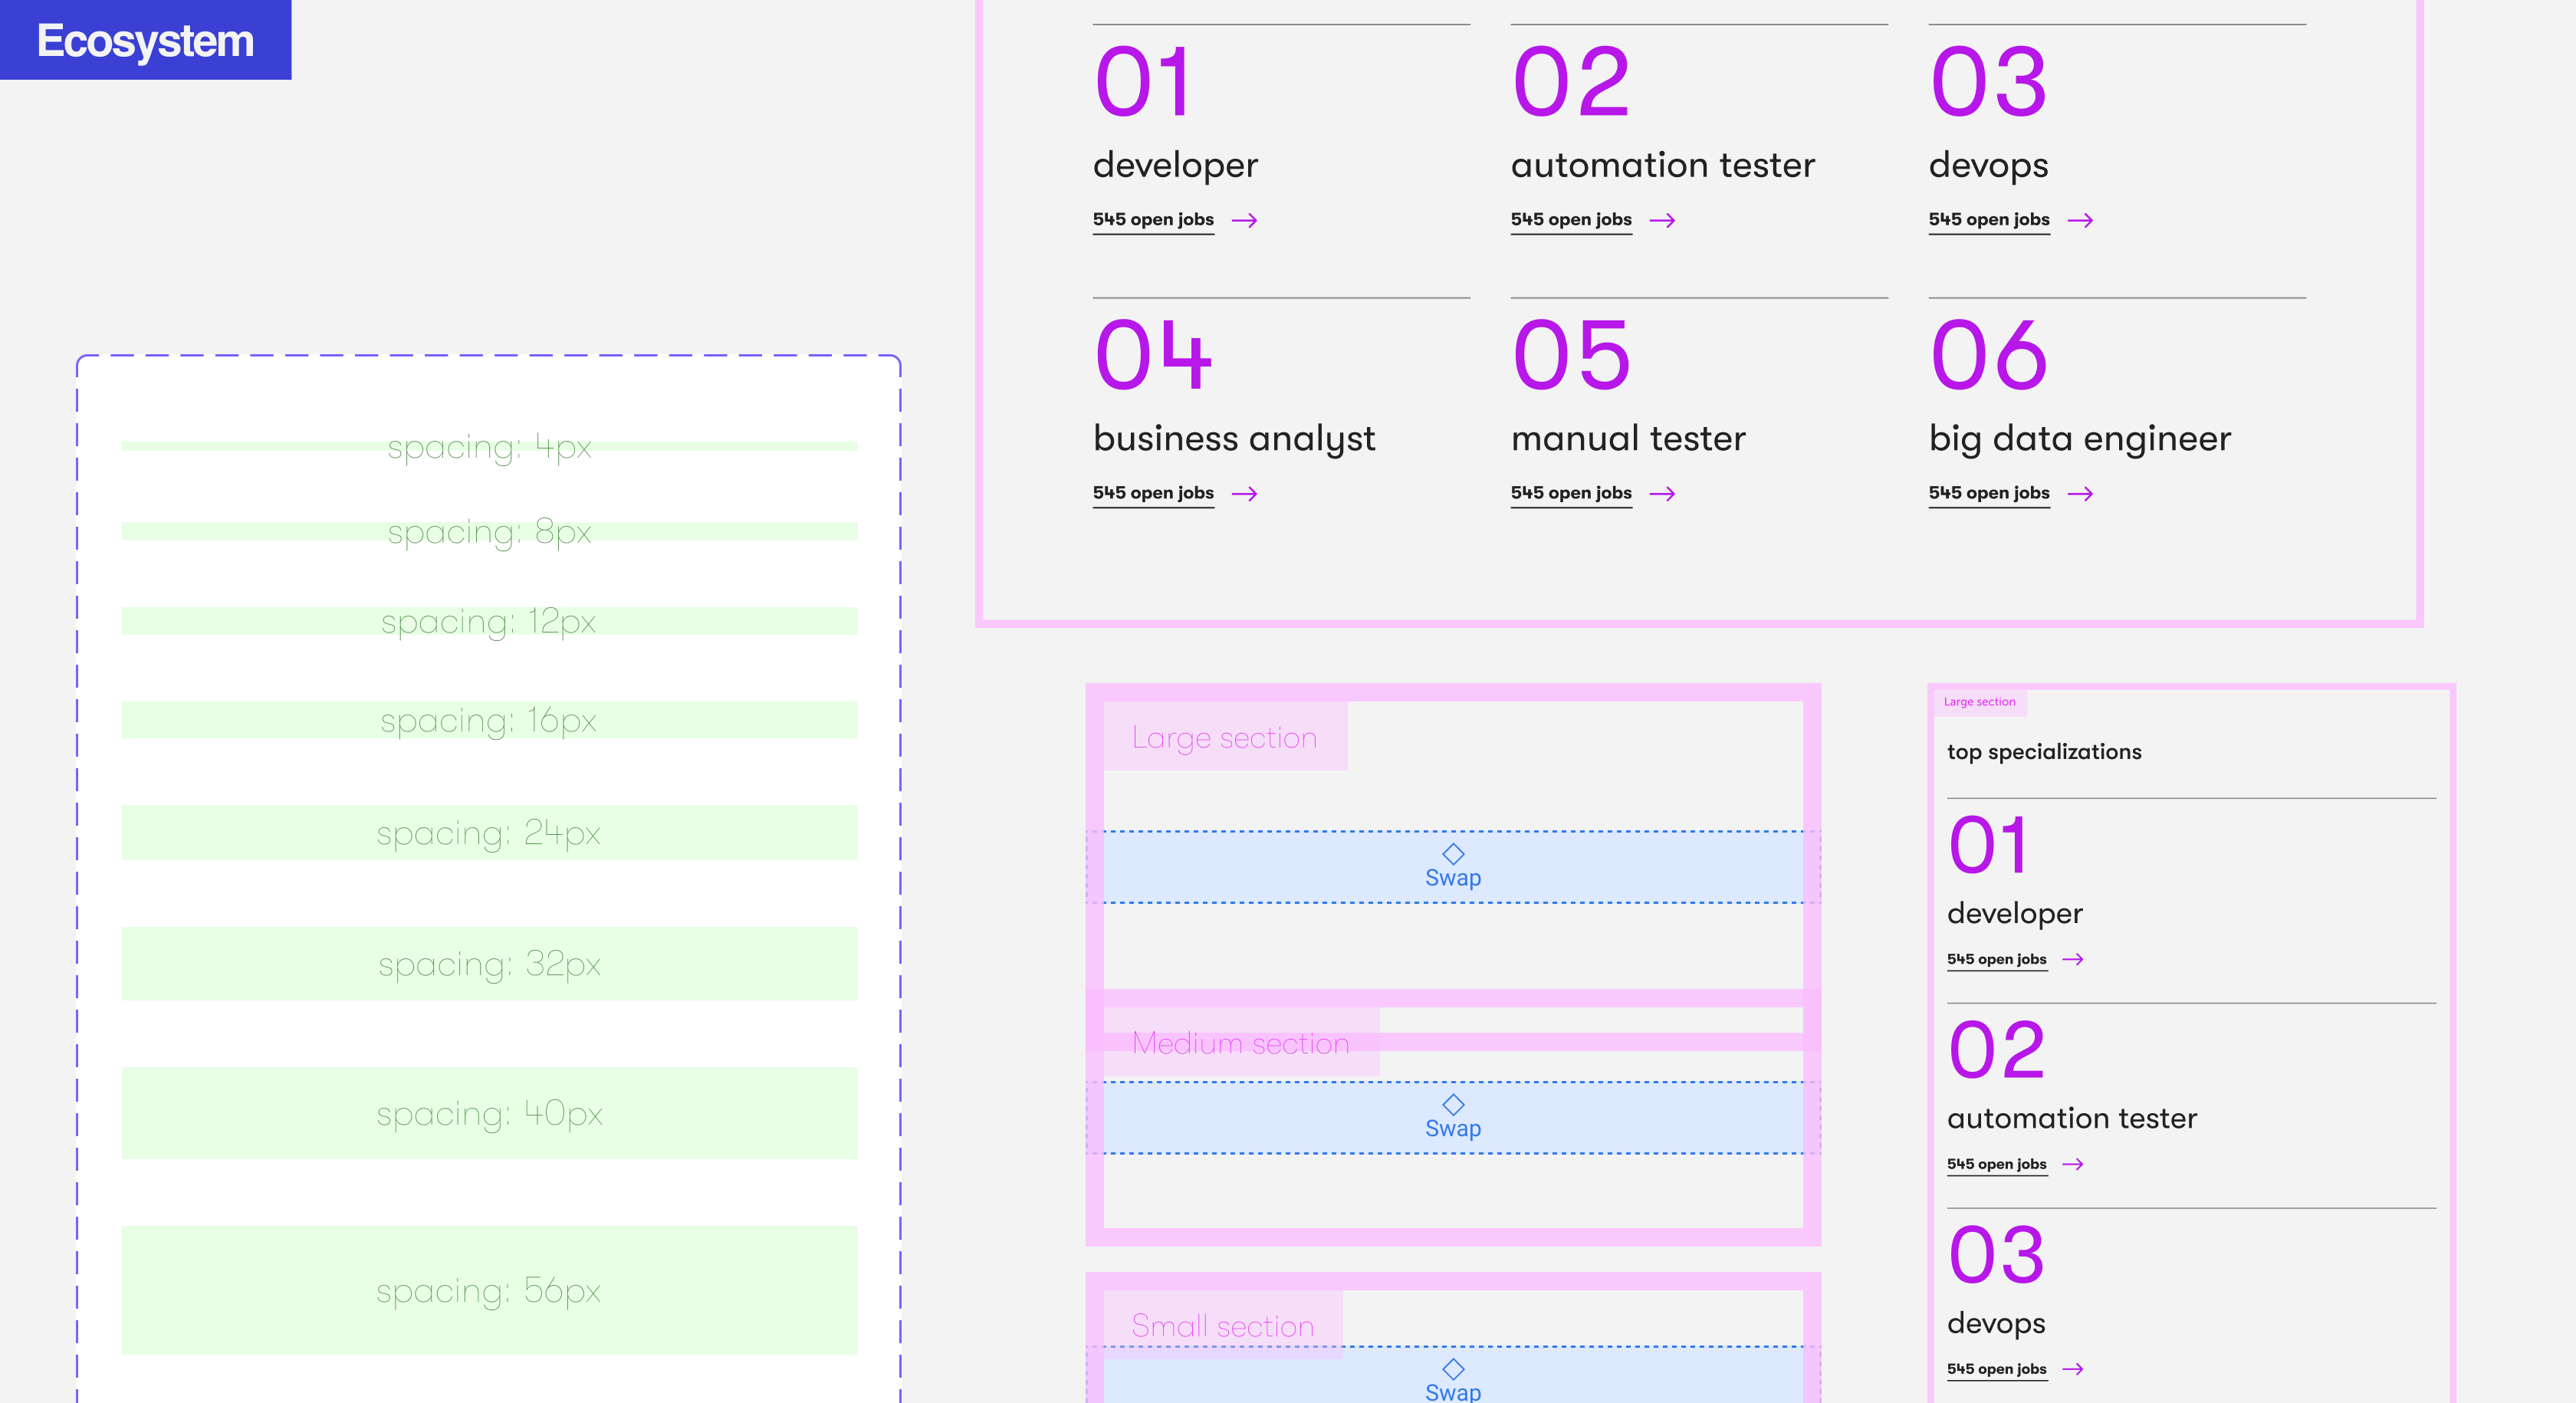 Ecosystem
01
developer
545 open jobs
02
automation tester
545 open jobs
03
devops
545 open jobs
04
business analyst
545 open jobs
05
manual tester
545 open jobs
06
big data engineer
545 open jobs
spacing: 4px
spacing: 8px
spacing: 12px
spacing: 16px
spacing: 24px
spacing: 32px
spacing: 40px
spacing: 56px
Large section
Swap
Medium section
Swap
Small section
Swap
Large section
top specializations
01
developer
545 open jobs
02
automation tester
545 open jobs
03
devops
545 open jobs